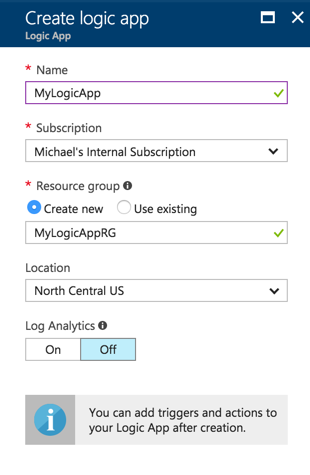 Create logic app
Logic App
* Name
MyLogicApp
* Subscription
Michael's Internal Subscription
* Resource group
Create new Use existing
MyLogicAppRG
Location
North Central US
Log Analytics
On Off
You can add triggers and actions to
your Logic App after creation.